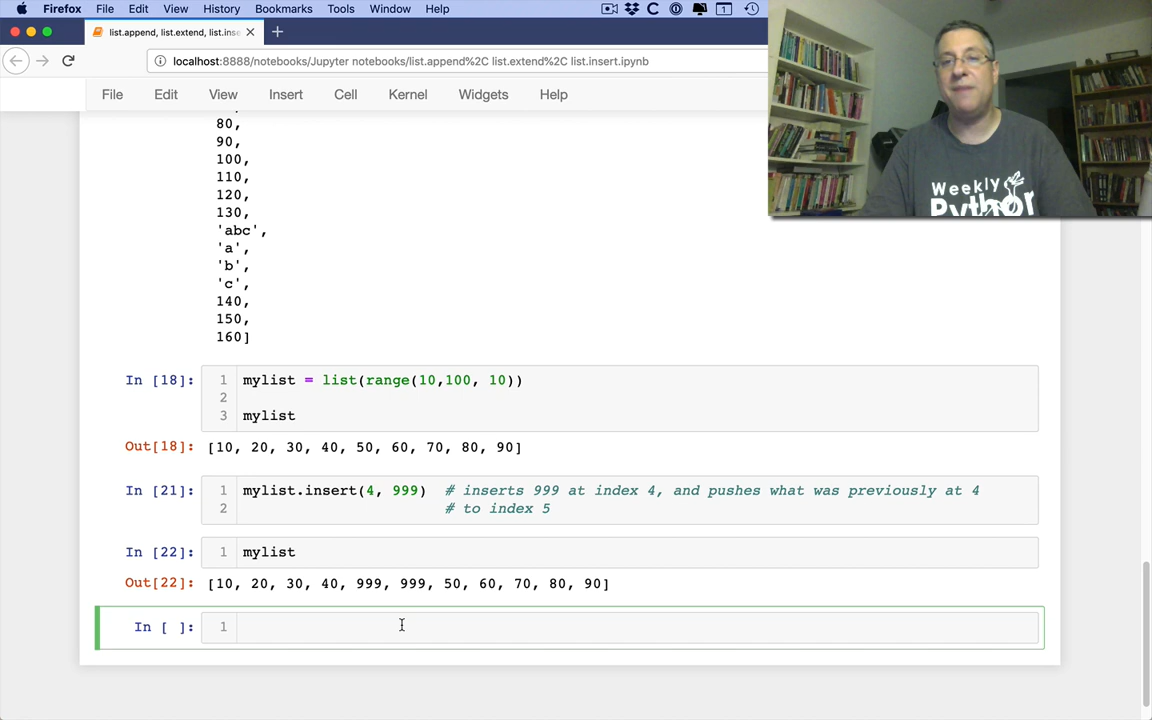 Firefox File Edit View History Bookmarks Tools Window Help
list.append, list.extend, list.inse
localhost:8888/notebooks/Jupyter notebooks/list.append%2C list.extend%2C list.insert.ipynb
File Edit View Insert Cell Kernel Widgets Help
Weekly
Python
80,
90,
100,
110,
120,
130,
'abc',
'a',
'b',
'c',
140,
150,
160]
In [18]: 1 mylist = list(range(10,100, 10))
2
3 mylist
Out[18]: [10, 20, 30, 40, 50, 60, 70, 80, 90]
In [21]: 1 mylist.insert(4, 999) # inserts 999 at index 4, and pushes what was previously at 4
2 # to index 5
In [22]: 1 mylist
Out[22]: [10, 20, 30, 40, 999, 999, 50, 60, 70, 80, 90]
In [ ]: 1